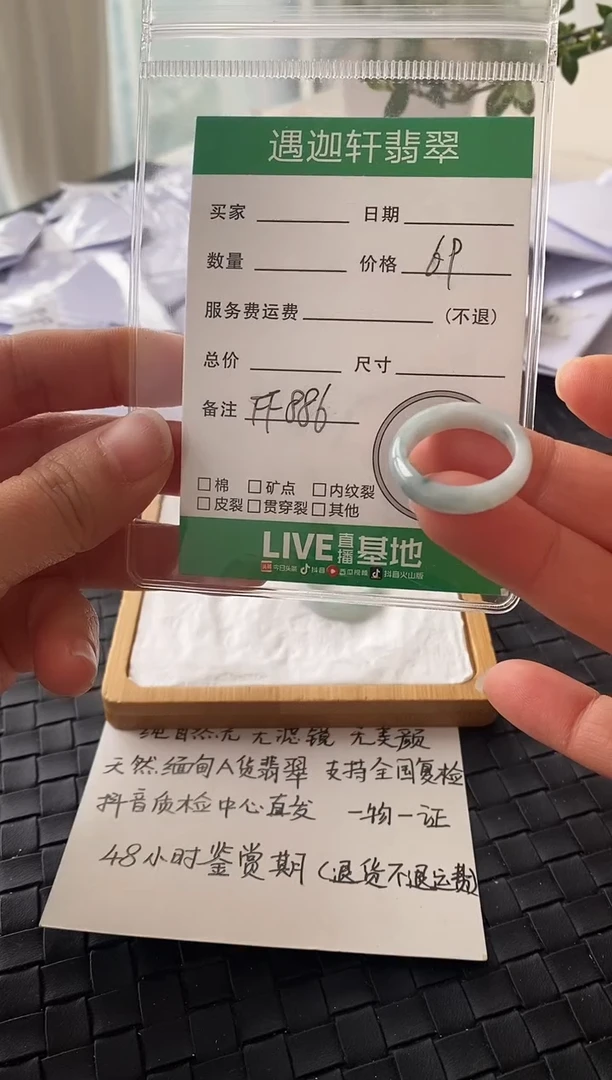 遇迦轩翡翠
买家 日期
数量 价格 6P
服务费运费 (不退)
总价 尺寸
备注 FF886
□棉 □矿点 □内纹裂
□皮裂 □贯穿裂 □其他
LIVE直播基地
今日头条 抖音 西瓜视频 抖音火山版
纯自然光 无滤镜 无美颜
天然缅甸A货翡翠 支持全国复检
抖音质检中心直发 一物一证
48小时鉴赏期(退货不退运费)